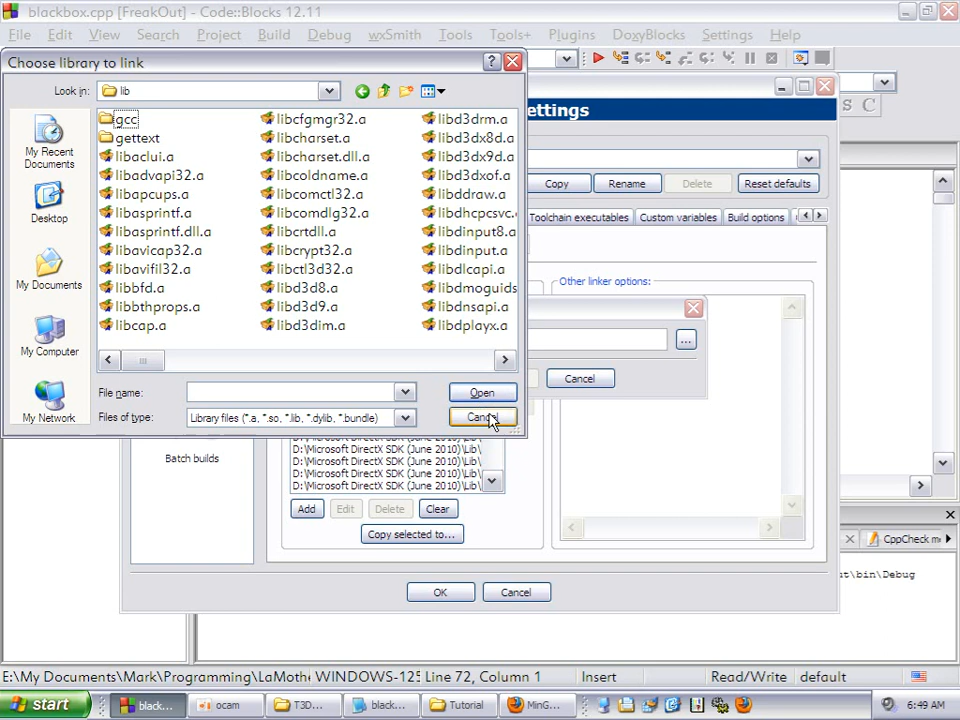 blackbox.cpp [FreakOut] - Code::Blocks 12.11
File Edit View Search Project Build Debug wxSmith Tools Tools+ Plugins DoxyBlocks Settings Help
Choose library to link
Look in: lib
My Recent Documents
Desktop
My Documents
My Computer
My Network
gcc
gettext
libaclui.a
libadvapi32.a
libapcups.a
libasprintf.a
libasprintf.dll.a
libavicap32.a
libavifil32.a
libbfd.a
libbthprops.a
libcap.a
libcfgmgr32.a
libcharset.a
libcharset.dll.a
libcoldname.a
libcomctl32.a
libcomdlg32.a
libcrtdll.a
libcrypt32.a
libctl3d32.a
libd3d8.a
libd3d9.a
libd3dim.a
libd3drm.a
libd3dx8d.a
libd3dx9d.a
libd3dxof.a
libddraw.a
libdhcpcsvc.
libdinput8.a
libdinput.a
libdlcapi.a
libdmoguids
libdnsapi.a
libdplayx.a
File name:
Open
Files of type: Library files (*.a, *.so, *.lib, *.dylib, *.bundle)
Cancel
ettings
Copy Rename Delete Reset defaults
Toolchain executables Custom variables Build options
Other linker options:
...
Cancel
Batch builds
D:\Microsoft DirectX SDK (June 2010)\Lib\
D:\Microsoft DirectX SDK (June 2010)\Lib\
D:\Microsoft DirectX SDK (June 2010)\Lib\
D:\Microsoft DirectX SDK (June 2010)\Lib\
Add Edit Delete Clear
Copy selected to...
OK Cancel
S C
CppCheck me
ut\bin\Debug
E:\My Documents\Mark\Programming\LaMothe WINDOWS-125 Line 72, Column 1 Insert Read/Write default
start black... ocam T3D... black... Tutorial MinG... 6:49 AM